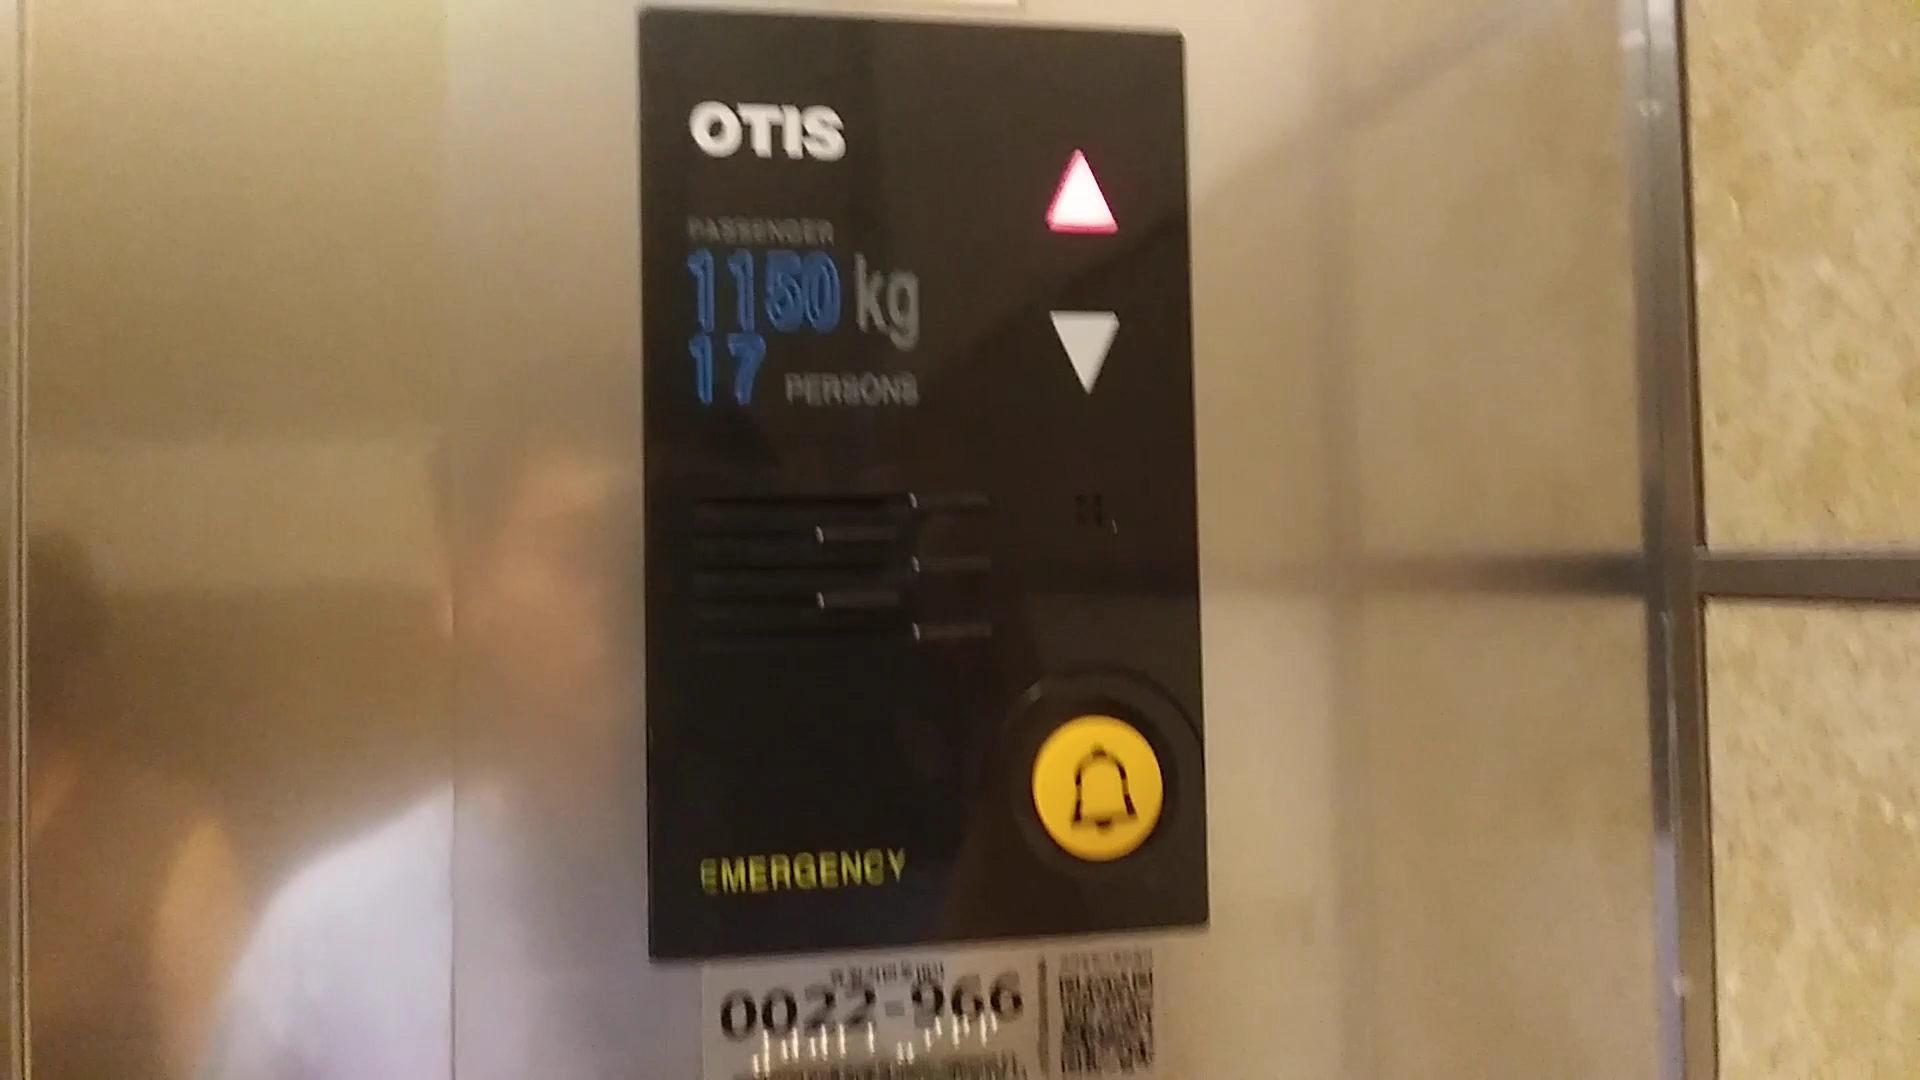 OTIS
PASSENGER
1150 kg
17 PERSONS
EMERGENCY
0022-966